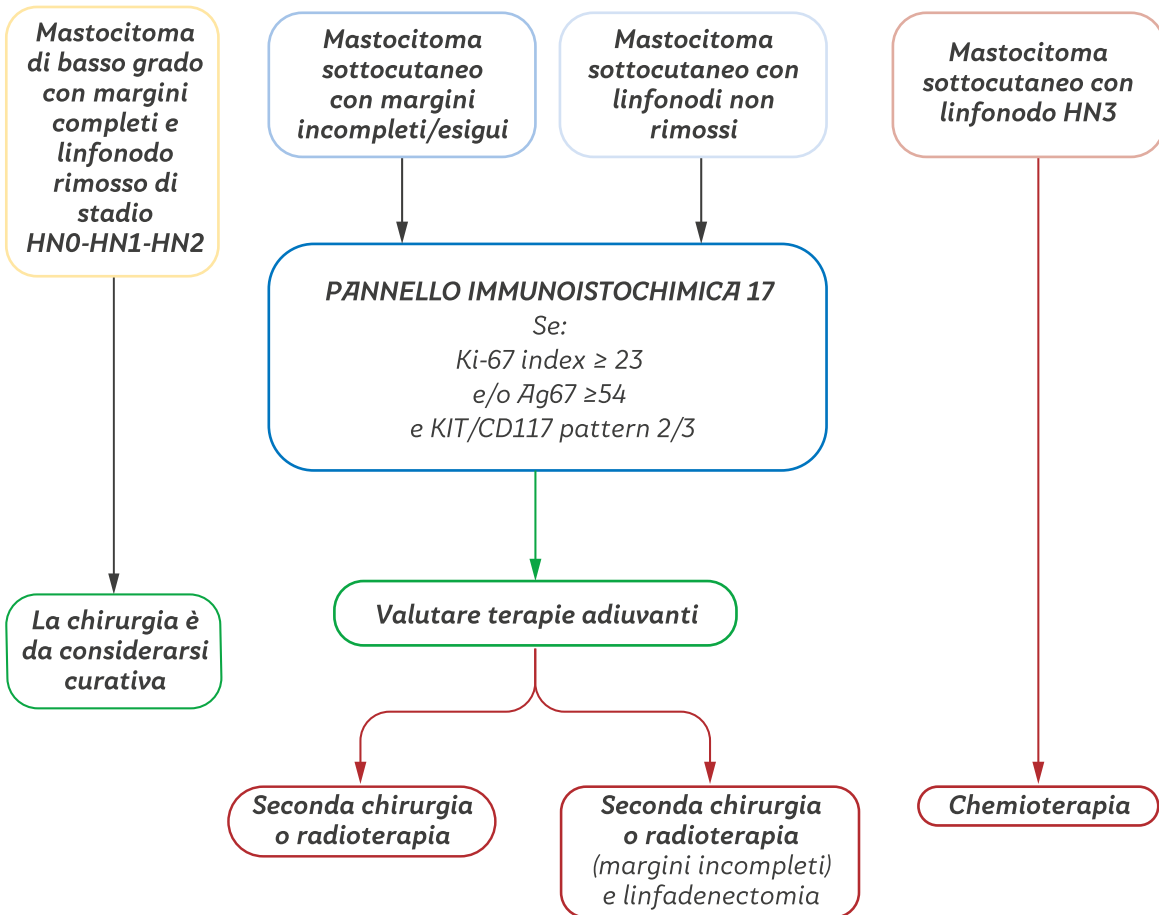 Mastocitoma
di basso grado
con margini
completi e
linfonodo
rimosso di
stadio
HN0-HN1-HN2
Mastocitoma
sottocutaneo
con margini
incompleti/esigui
Mastocitoma
sottocutaneo con
linfonodi non
rimossi
Mastocitoma
sottocutaneo con
linfonodo HN3
PANNELLO IMMUNOISTOCHIMICA 17
Se:
Ki-67 index ≥ 23
e/o Ag67 ≥54
e KIT/CD117 pattern 2/3
La chirurgia è
da considerarsi
curativa
Valutare terapie adiuvanti
Seconda chirurgia
o radioterapia
Seconda chirurgia
o radioterapia
(margini incompleti)
e linfadenectomia
Chemioterapia